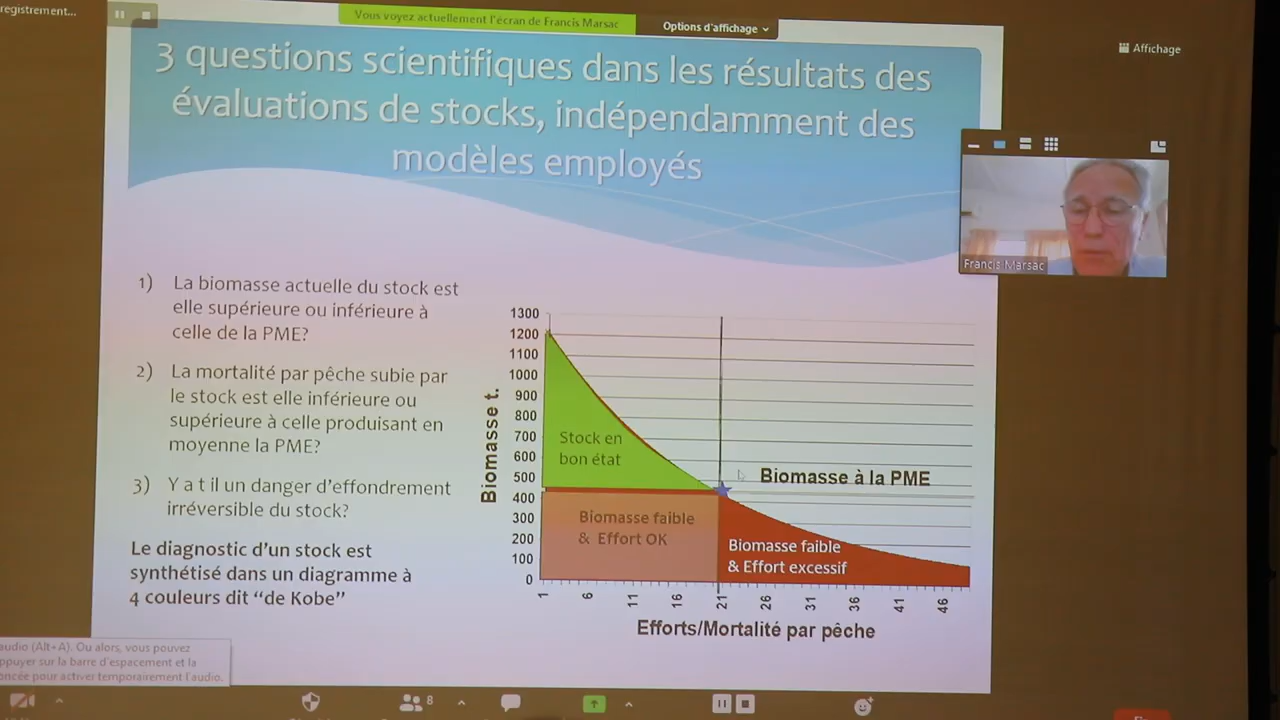 registrement...
Vous voyez actuellement l'écran de Francis Marsac
Options d'affichage
Affichage
3 questions scientifiques dans les résultats des
évaluations de stocks, indépendamment des
modèles employés
Francis Marsac
1) La biomasse actuelle du stock est
elle supérieure ou inférieure à
celle de la PME?
2) La mortalité par pêche subie par
le stock est elle inférieure ou
supérieure à celle produisant en
moyenne la PME?
3) Y a t il un danger d'effondrement
irréversible du stock?
Le diagnostic d'un stock est
synthétisé dans un diagramme à
4 couleurs dit "de Kobe"
Biomasse t.
1300
1200
1100
1000
900
800
700
600
500
400
300
200
100
0
Stock en
bon état
Biomasse à la PME
Biomasse faible
& Effort OK
Biomasse faible
& Effort excessif
1 6 11 16 21 26 31 36 41 46
Efforts/Mortalité par pêche
audio (Alt+A). Ou alors, vous pouvez
ppuyer sur la barre d'espacement et la
oncée pour activer temporairement l'audio.
8